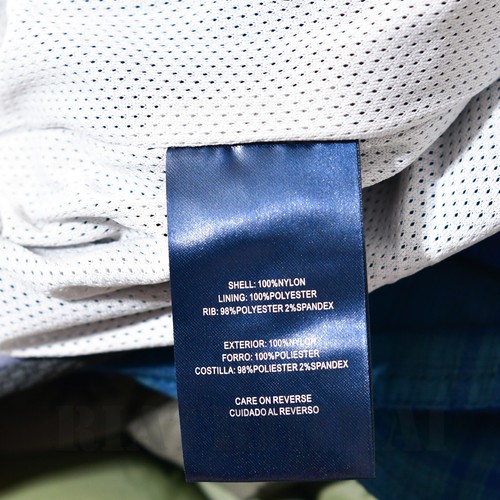 SHELL: 100%NYLON
LINING: 100%POLYESTER
RIB: 98%POLYESTER 2%SPANDEX
EXTERIOR: 100%NYLON
FORRO: 100%POLIESTER
COSTILLA: 98%POLIESTER 2%SPANDEX
CARE ON REVERSE
CUIDADO AL REVERSO